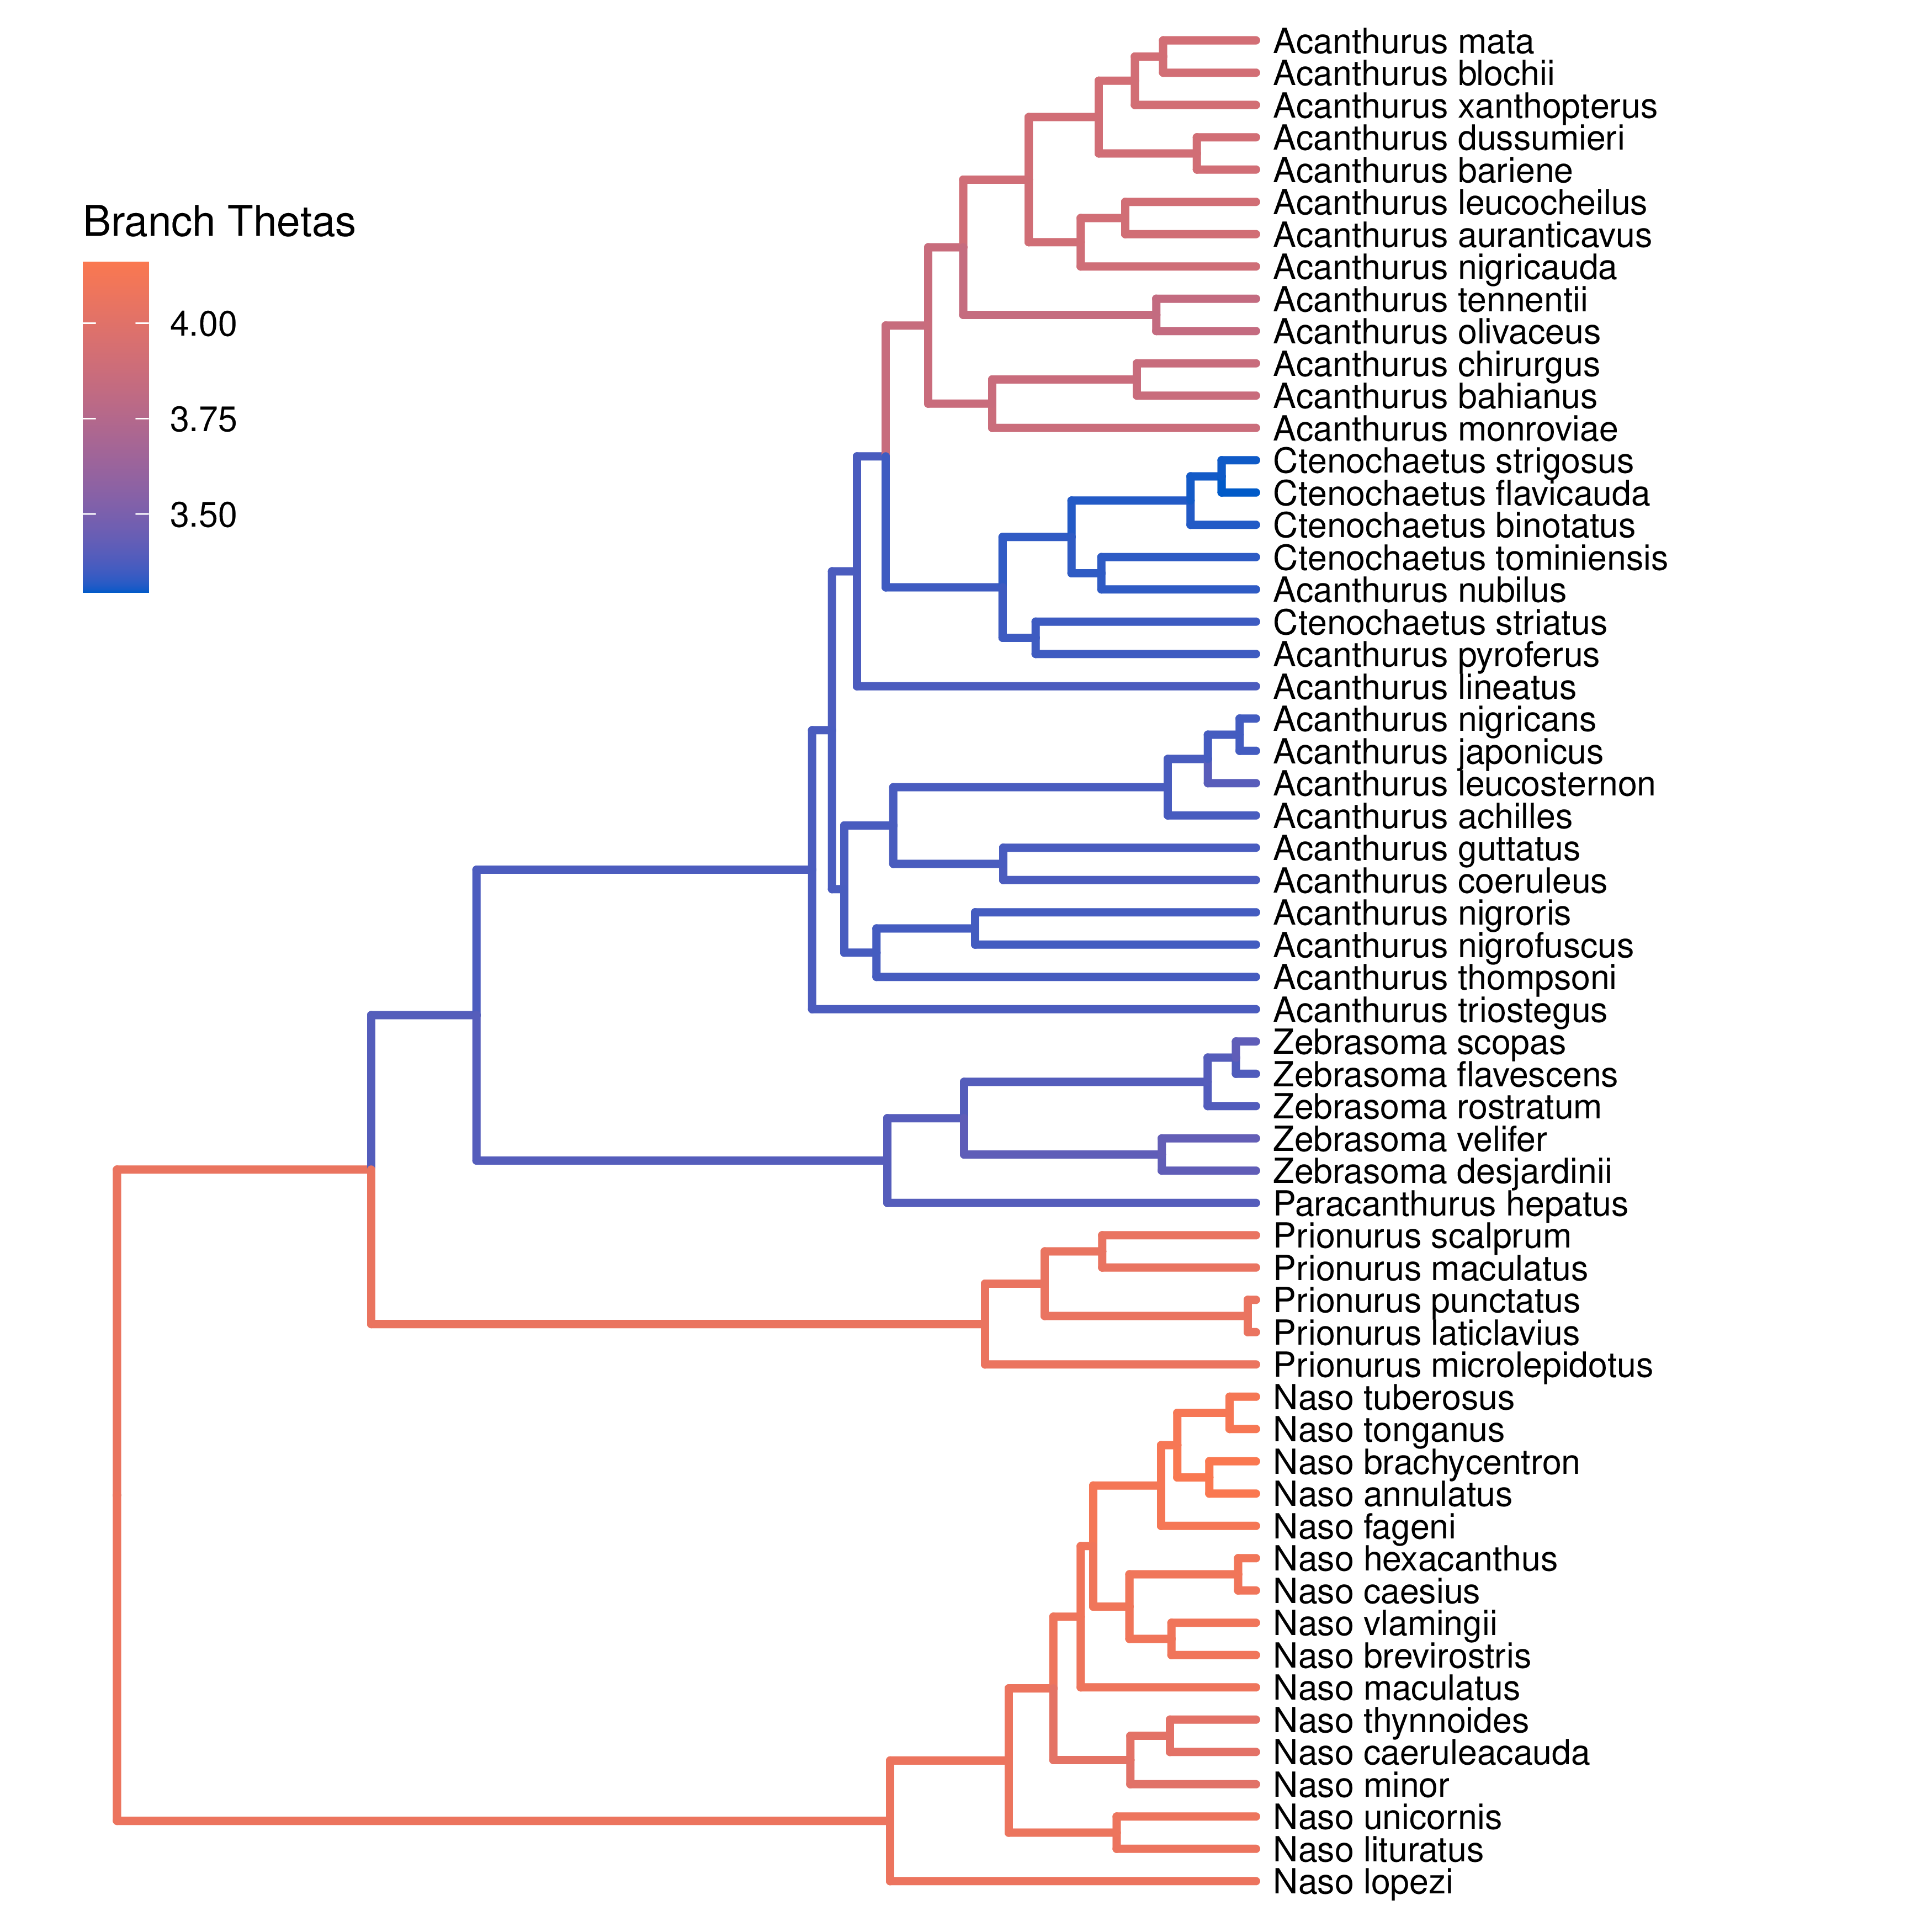 Acanthurus mata
Acanthurus blochii
Acanthurus xanthopterus
Acanthurus dussumieri
Acanthurus bariene
Acanthurus leucocheilus
Acanthurus auranticavus
Acanthurus nigricauda
Acanthurus tennentii
Acanthurus olivaceus
Acanthurus chirurgus
Acanthurus bahianus
Acanthurus monroviae
Ctenochaetus strigosus
Ctenochaetus flavicauda
Ctenochaetus binotatus
Ctenochaetus tominiensis
Acanthurus nubilus
Ctenochaetus striatus
Acanthurus pyroferus
Acanthurus lineatus
Acanthurus nigricans
Acanthurus japonicus
Acanthurus leucosternon
Acanthurus achilles
Acanthurus guttatus
Acanthurus coeruleus
Acanthurus nigroris
Acanthurus nigrofuscus
Acanthurus thompsoni
Acanthurus triostegus
Zebrasoma scopas
Zebrasoma flavescens
Zebrasoma rostratum
Zebrasoma velifer
Zebrasoma desjardinii
Paracanthurus hepatus
Prionurus scalprum
Prionurus maculatus
Prionurus punctatus
Prionurus laticlavius
Prionurus microlepidotus
Naso tuberosus
Naso tonganus
Naso brachycentron
Naso annulatus
Naso fageni
Naso hexacanthus
Naso caesius
Naso vlamingii
Naso brevirostris
Naso maculatus
Naso thynnoides
Naso caeruleacauda
Naso minor
Naso unicornis
Naso lituratus
Naso lopezi
Branch Thetas
4.00
3.75
3.50